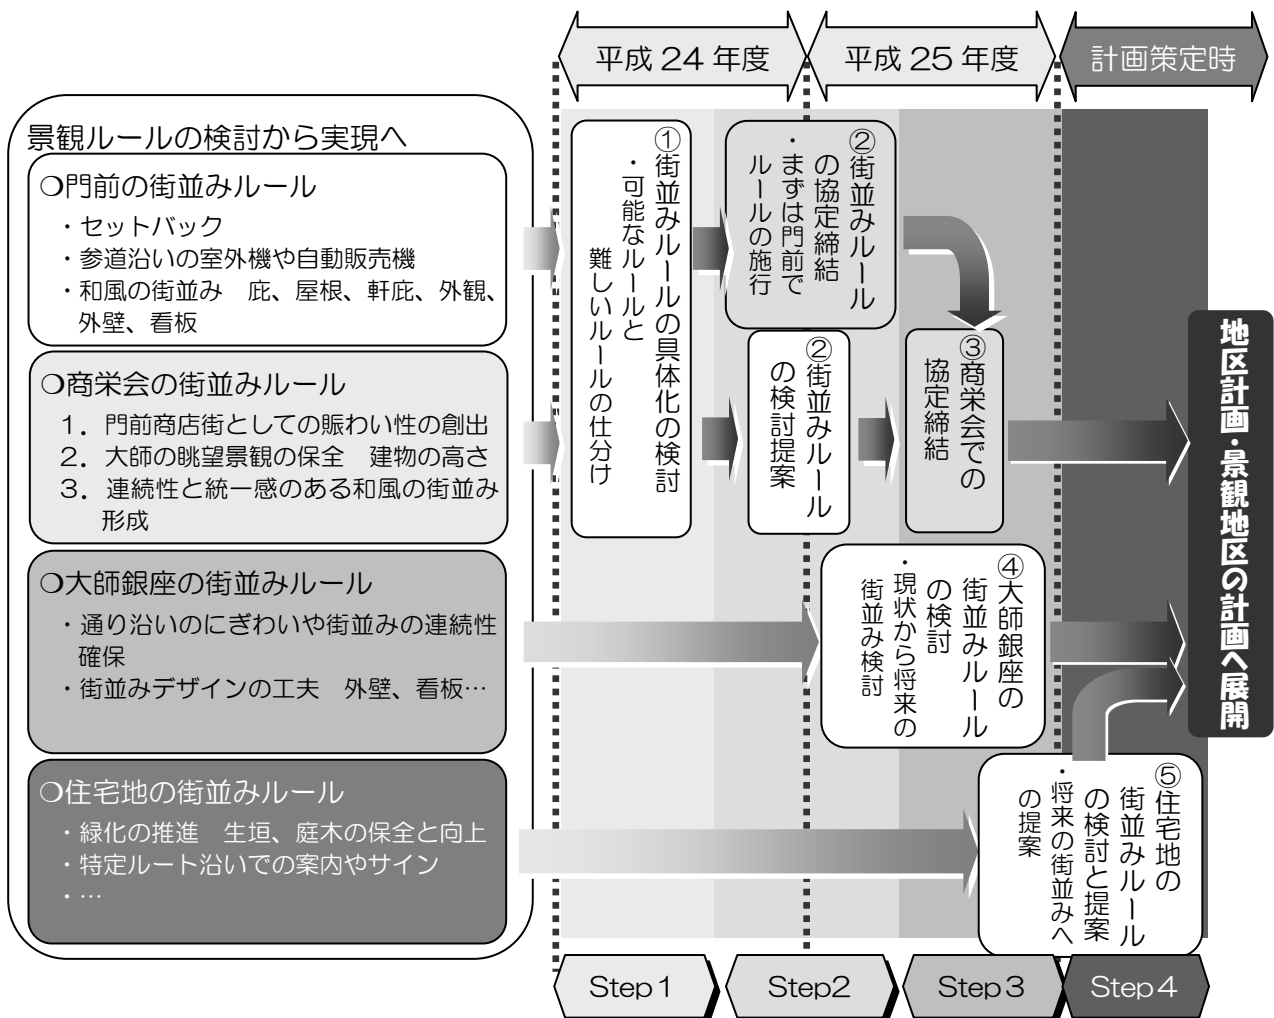 平成 24 年度
平成 25 年度
計画策定時
景観ルールの検討から実現へ
○門前の街並みルール
・セットバック
・参道沿いの室外機や自動販売機
・和風の街並み　庇、屋根、軒庇、外観、
外壁、看板
○商栄会の街並みルール
１．門前商店街としての賑わい性の創出
２．大師の眺望景観の保全　建物の高さ
３．連続性と統一感のある和風の街並み
形成
○大師銀座の街並みルール
・通り沿いのにぎわいや街並みの連続性
確保
・街並みデザインの工夫　外壁、看板…
○住宅地の街並みルール
・緑化の推進　生垣、庭木の保全と向上
・特定ルート沿いでの案内やサイン
・…
①街並みルールの具体化の検討
・可能なルールと
難しいルールの仕分け
②街並みルール
の協定締結
・まずは門前で
ルールの施行
②街並みルール
の検討提案
③商栄会での
協定締結
④大師銀座の
街並みルール
の検討
・現状から将来の
街並み検討
⑤住宅地の
街並みルール
の検討と提案
・将来の街並みへ
の提案
地区計画・景観地区の計画へ展開
Step 1
Step2
Step 3
Step 4